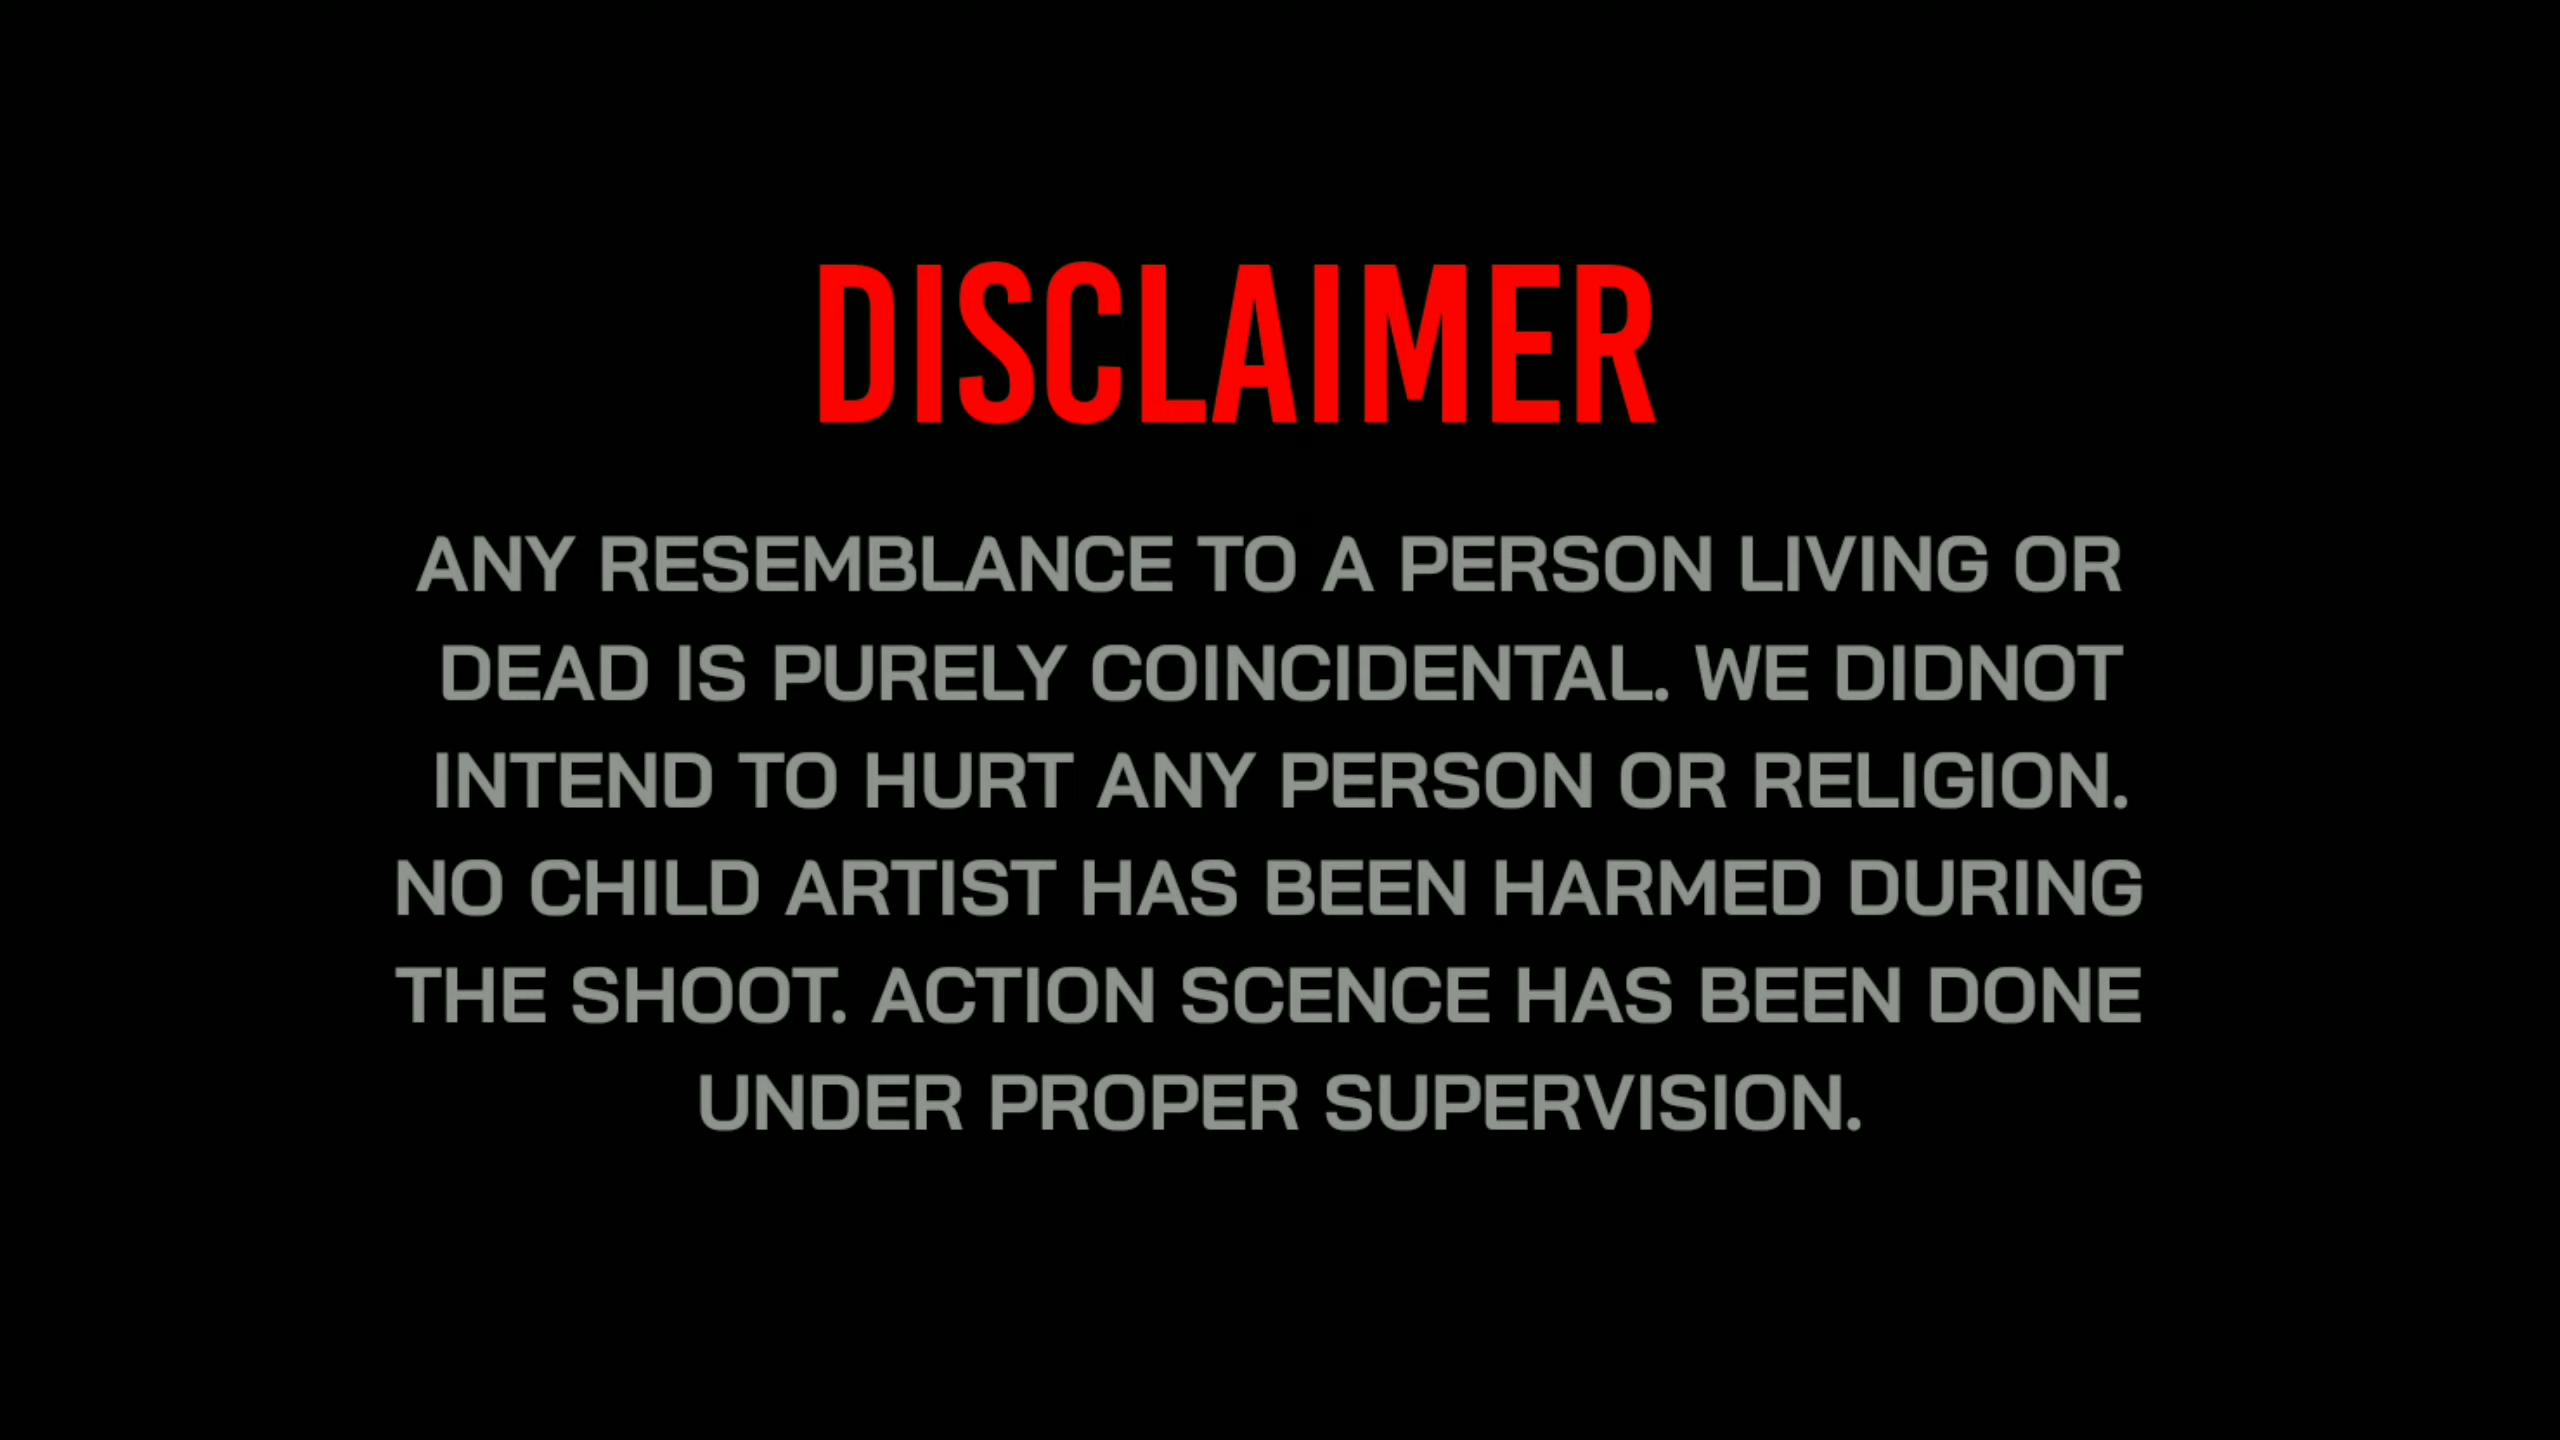 DISCLAIMER
ANY RESEMBLANCE TO A PERSON LIVING OR
DEAD IS PURELY COINCIDENTAL. WE DIDNOT
INTEND TO HURT ANY PERSON OR RELIGION.
NO CHILD ARTIST HAS BEEN HARMED DURING
THE SHOOT. ACTION SCENCE HAS BEEN DONE
UNDER PROPER SUPERVISION.